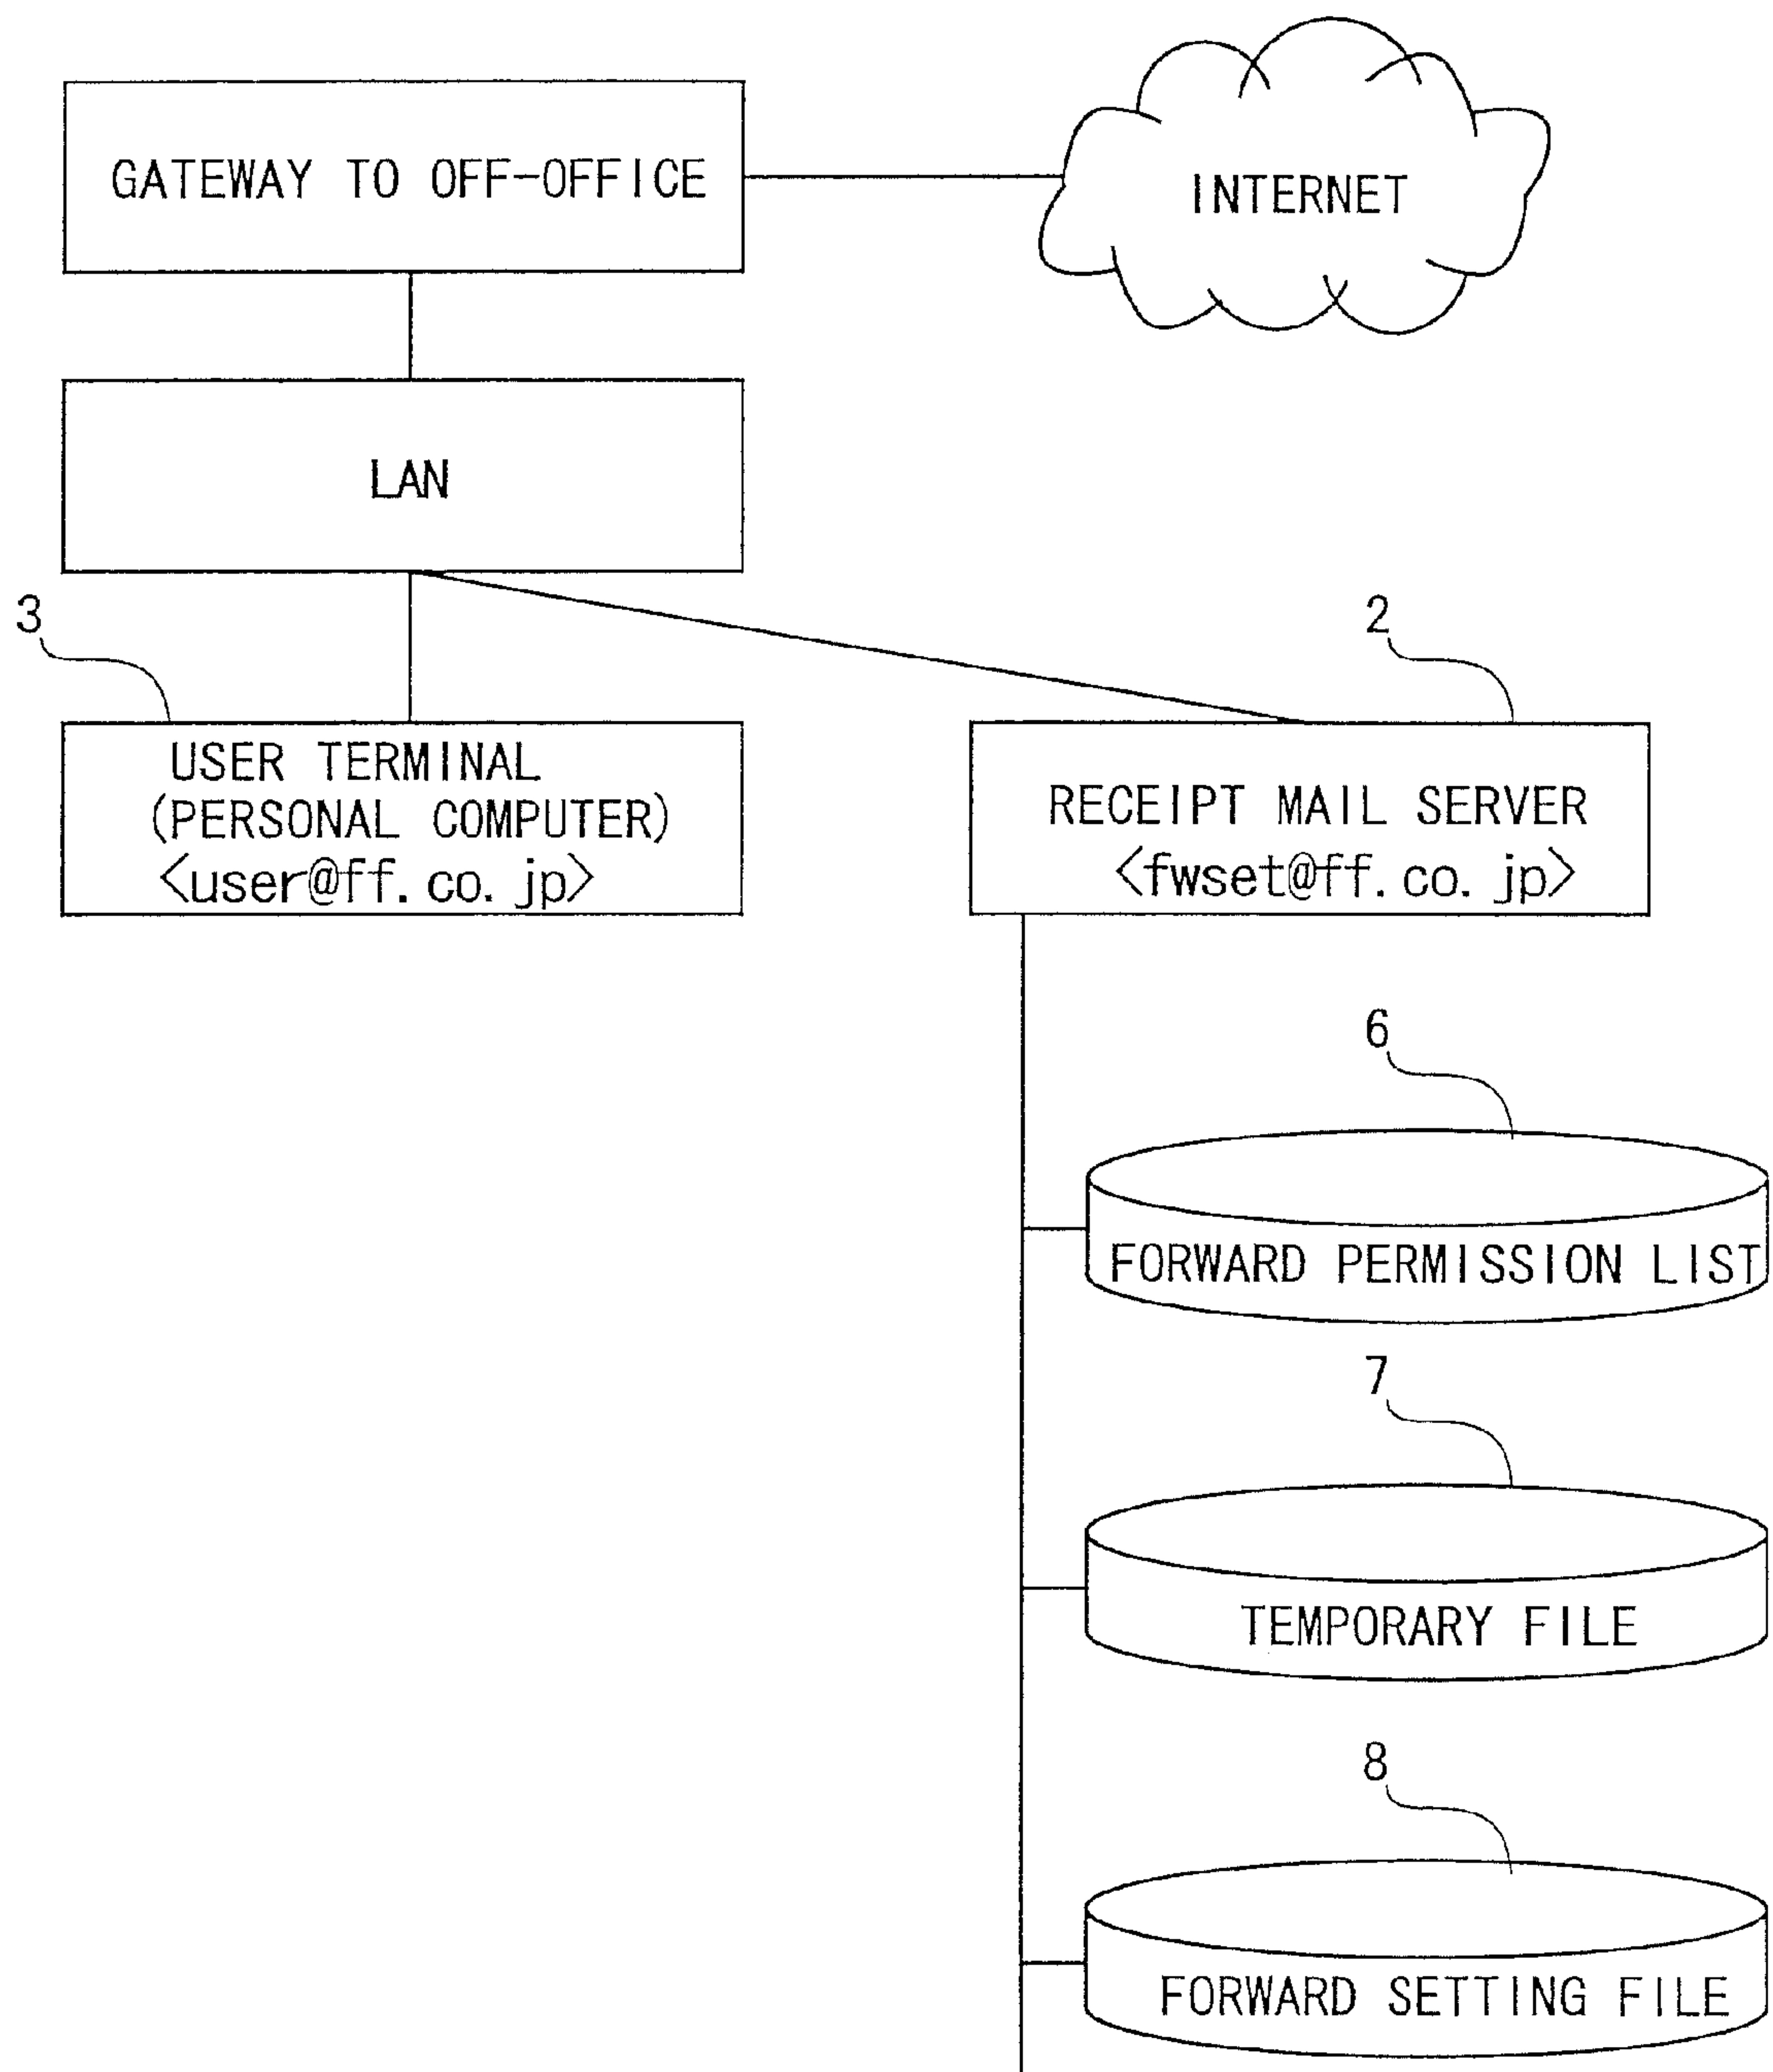 GATEWAY TO OFF-OFFICE
INTERNET
LAN
3
2
USER TERMINAL
(PERSONAL COMPUTER)
<user@ff.co.jp>
RECEIPT MAIL SERVER
<fwset@ff.co.jp>
6
FORWARD PERMISSION LIST
7
TEMPORARY FILE
8
FORWARD SETTING FILE